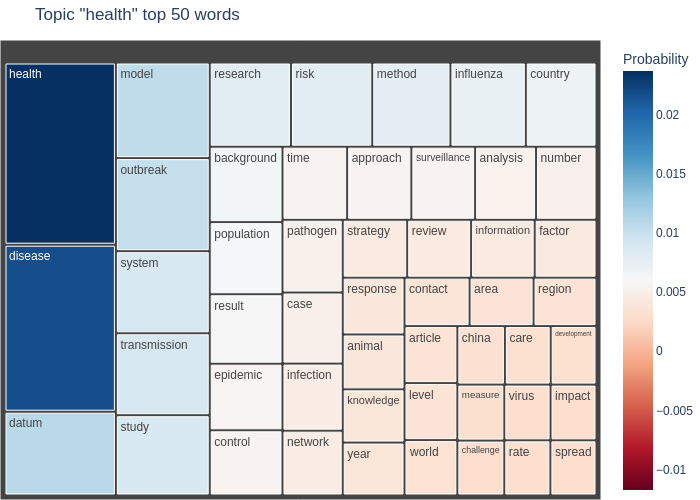 Topic "health" top 50 words
health
disease
datum
model
outbreak
system
transmission
study
research
risk
method
influenza
country
background
time
approach
surveillance
analysis
number
population
pathogen
strategy
review
information
factor
result
case
response
contact
area
region
epidemic
infection
animal
article
china
care
development
knowledge
level
measure
virus
impact
control
network
year
world
challenge
rate
spread
Probability
0.02
0.015
0.01
0.005
0
−0.005
−0.01